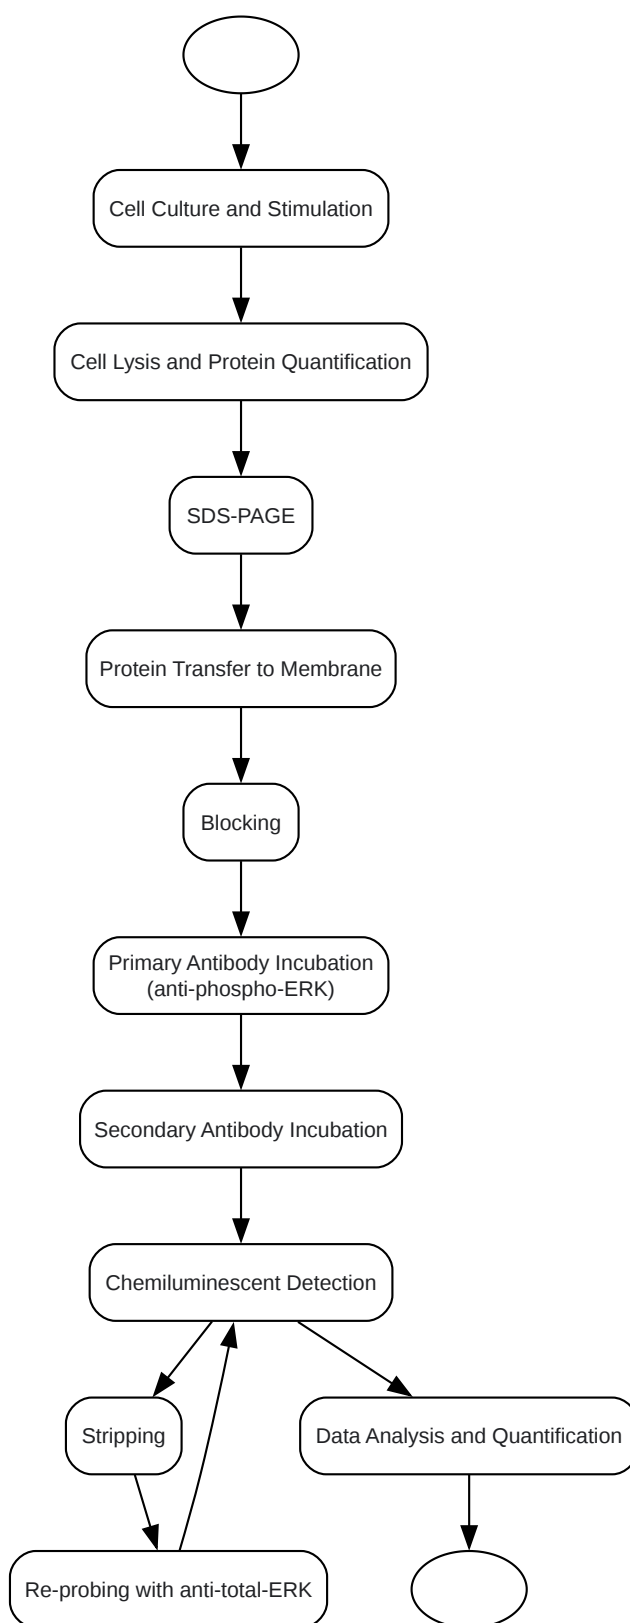 Cell Culture and Stimulation
Cell Lysis and Protein Quantification
SDS-PAGE
Protein Transfer to Membrane
Blocking
Primary Antibody Incubation
(anti-phospho-ERK)
Secondary Antibody Incubation
Chemiluminescent Detection
Stripping
Data Analysis and Quantification
Re-probing with anti-total-ERK